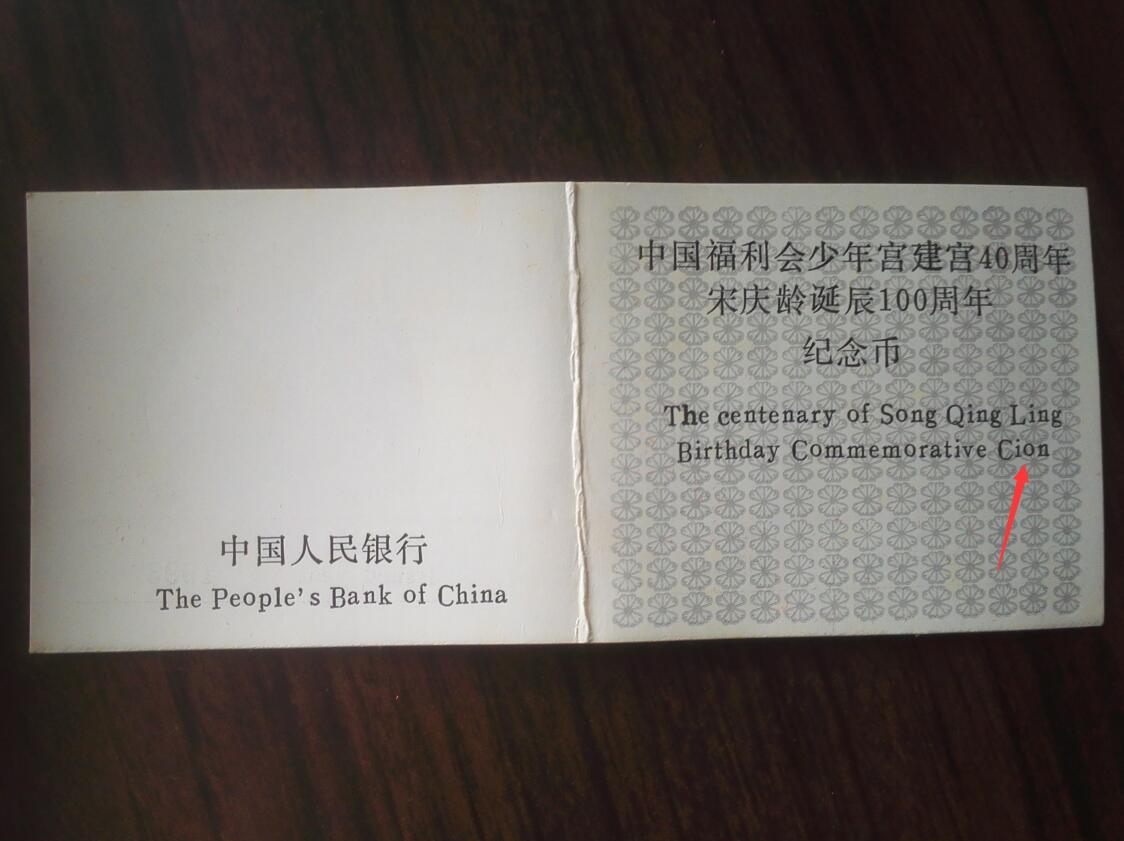 中国人民银行
The People's Bank of China
中国福利会少年宫建宫40周年
宋庆龄诞辰100周年
纪念币
The centenary of Song Qing Ling
Birthday Commemorative Cion